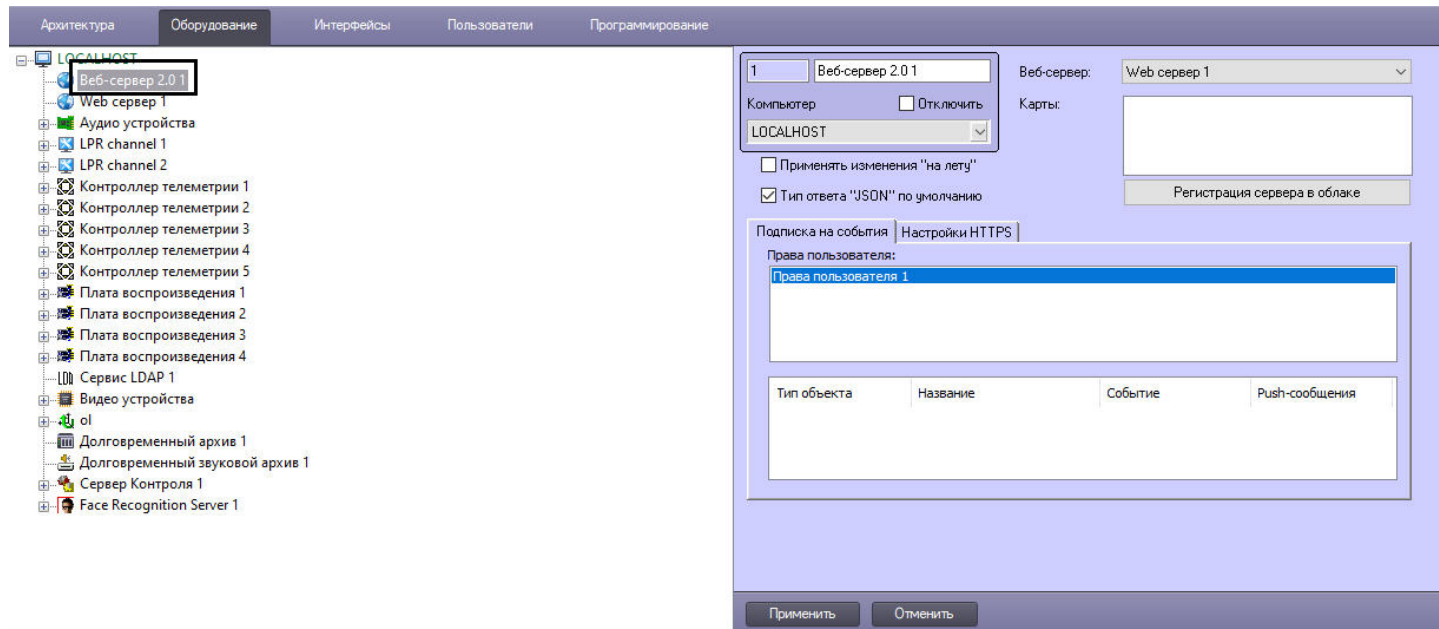 Архитектура Оборудование Интерфейсы Пользователи Программирование
LOCALHOST
Веб-сервер 2.0 1
Web сервер 1
Аудио устройства
LPR channel 1
LPR channel 2
Контроллер телеметрии 1
Контроллер телеметрии 2
Контроллер телеметрии 3
Контроллер телеметрии 4
Контроллер телеметрии 5
Плата воспроизведения 1
Плата воспроизведения 2
Плата воспроизведения 3
Плата воспроизведения 4
Сервис LDAP 1
Видео устройства
ol
Долговременный архив 1
Долговременный звуковой архив 1
Сервер Контроля 1
Face Recognition Server 1
1 Веб-сервер 2.0 1
Компьютер Отключить
LOCALHOST
Веб-сервер: Web сервер 1
Карты:
Применять изменения "на лету"
Тип ответа "JSON" по умолчанию
Регистрация сервера в облаке
Подписка на события Настройки HTTPS
Права пользователя:
Права пользователя 1
Тип объекта Название Событие Push-сообщения
Применить Отменить